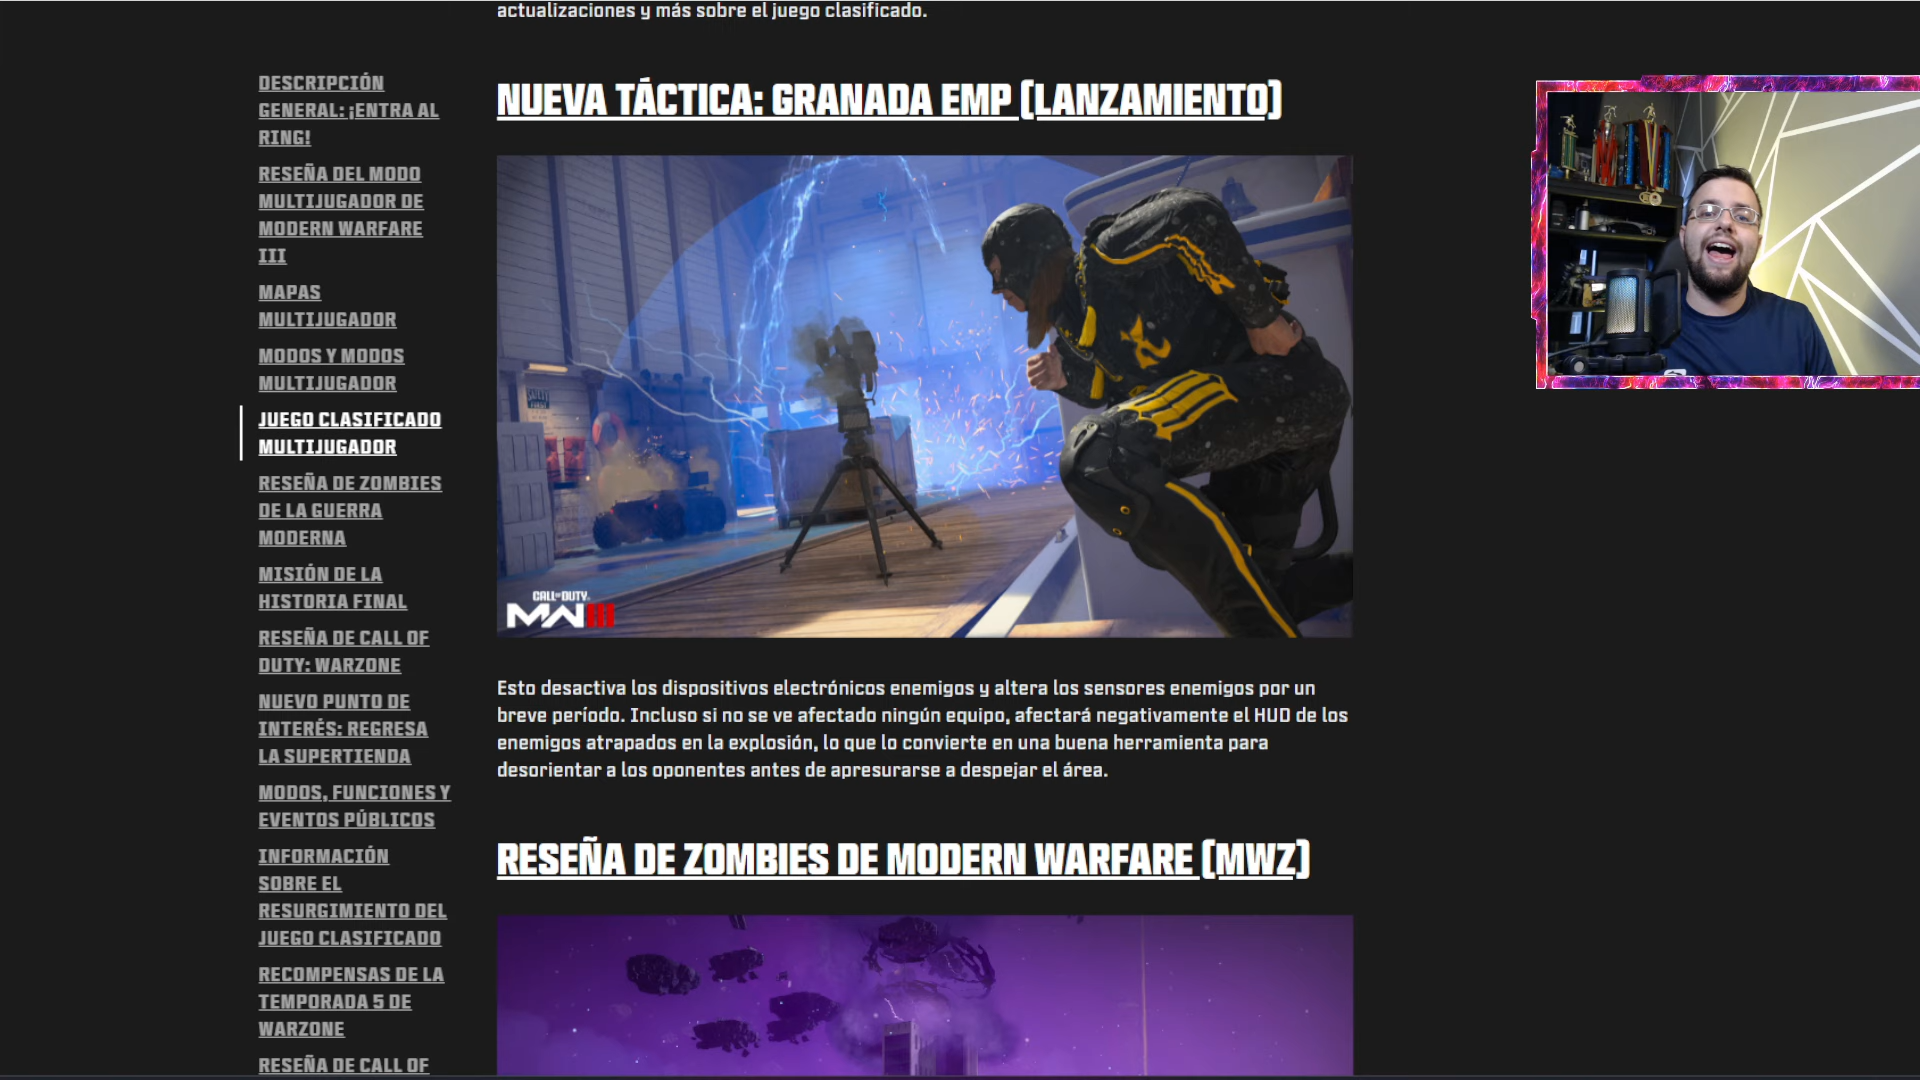 actualizaciones y más sobre el juego clasificado.
DESCRIPCIÓN
GENERAL: ¡ENTRA AL
RING!
RESEÑA DEL MODO
MULTIJUGADOR DE
MODERN WARFARE
III
MAPAS
MULTIJUGADOR
MODOS Y MODOS
MULTIJUGADOR
JUEGO CLASIFICADO
MULTIJUGADOR
RESEÑA DE ZOMBIES
DE LA GUERRA
MODERNA
MISIÓN DE LA
HISTORIA FINAL
RESEÑA DE CALL OF
DUTY: WARZONE
NUEVO PUNTO DE
INTERÉS: REGRESA
LA SUPERTIENDA
MODOS, FUNCIONES Y
EVENTOS PÚBLICOS
INFORMACIÓN
SOBRE EL
RESURGIMIENTO DEL
JUEGO CLASIFICADO
RECOMPENSAS DE LA
TEMPORADA 5 DE
WARZONE
RESEÑA DE CALL OF
NUEVA TÁCTICA: GRANADA EMP (LANZAMIENTO)
CALL OF DUTY
MWIII
Esto desactiva los dispositivos electrónicos enemigos y altera los sensores enemigos por un
breve período. Incluso si no se ve afectado ningún equipo, afectará negativamente el HUD de los
enemigos atrapados en la explosión, lo que lo convierte en una buena herramienta para
desorientar a los oponentes antes de apresurarse a despejar el área.
RESEÑA DE ZOMBIES DE MODERN WARFARE (MWZ)